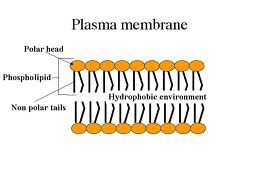 Plasma membrane
Polar head
Phospholipid
Hydrophobic environment
Non polar tails